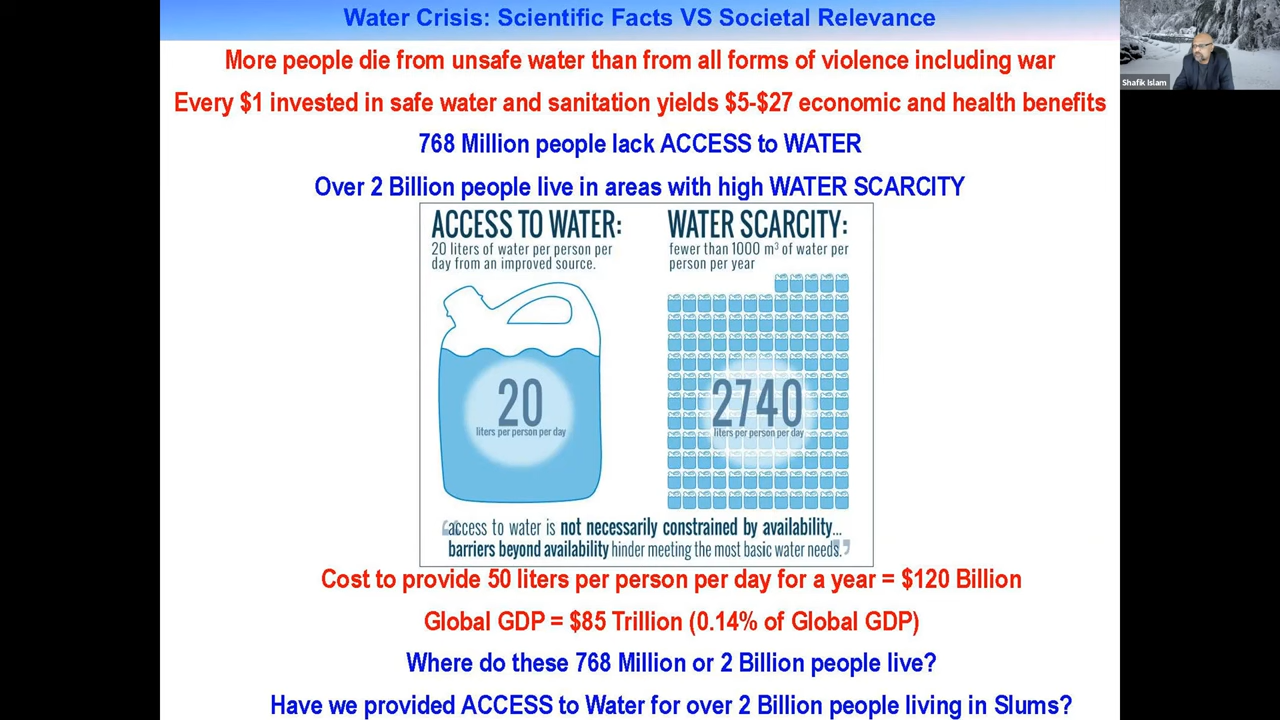 Water Crisis: Scientific Facts VS Societal Relevance
Shafik Islam
More people die from unsafe water than from all forms of violence including war
Every $1 invested in safe water and sanitation yields $5-$27 economic and health benefits
768 Million people lack ACCESS to WATER
Over 2 Billion people live in areas with high WATER SCARCITY
ACCESS TO WATER:
20 liters of water per person per
day from an improved source.
20
liters per person per day
WATER SCARCITY:
fewer than 1000 m³ of water per
person per year
2740
liters per person per day
“access to water is not necessarily constrained by availability...
barriers beyond availability hinder meeting the most basic water needs.”
Cost to provide 50 liters per person per day for a year = $120 Billion
Global GDP = $85 Trillion (0.14% of Global GDP)
Where do these 768 Million or 2 Billion people live?
Have we provided ACCESS to Water for over 2 Billion people living in Slums?